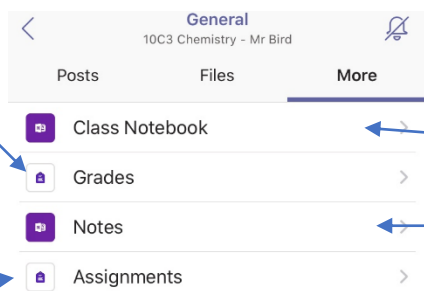 General
10C3 Chemistry - Mr Bird
Posts Files More
Class Notebook
Grades
Notes
Assignments